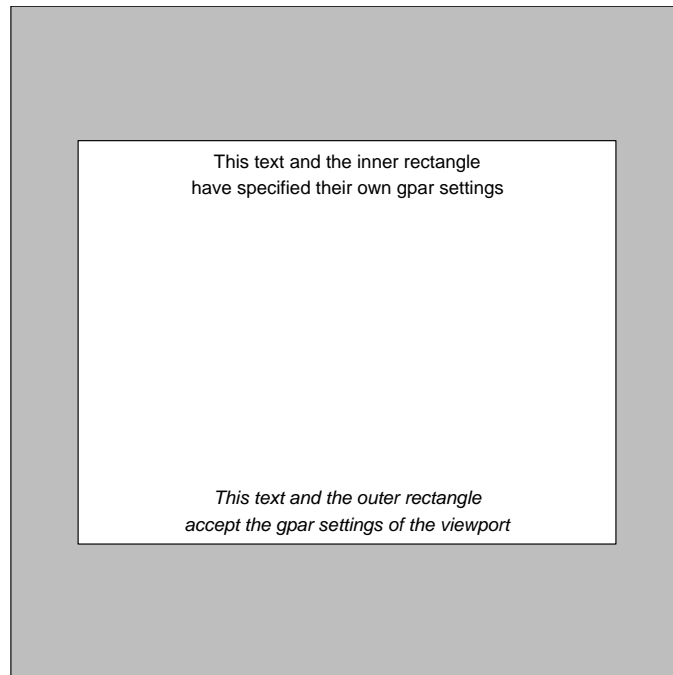 This text and the inner rectangle
have specified their own gpar settings
This text and the outer rectangle
accept the gpar settings of the viewport